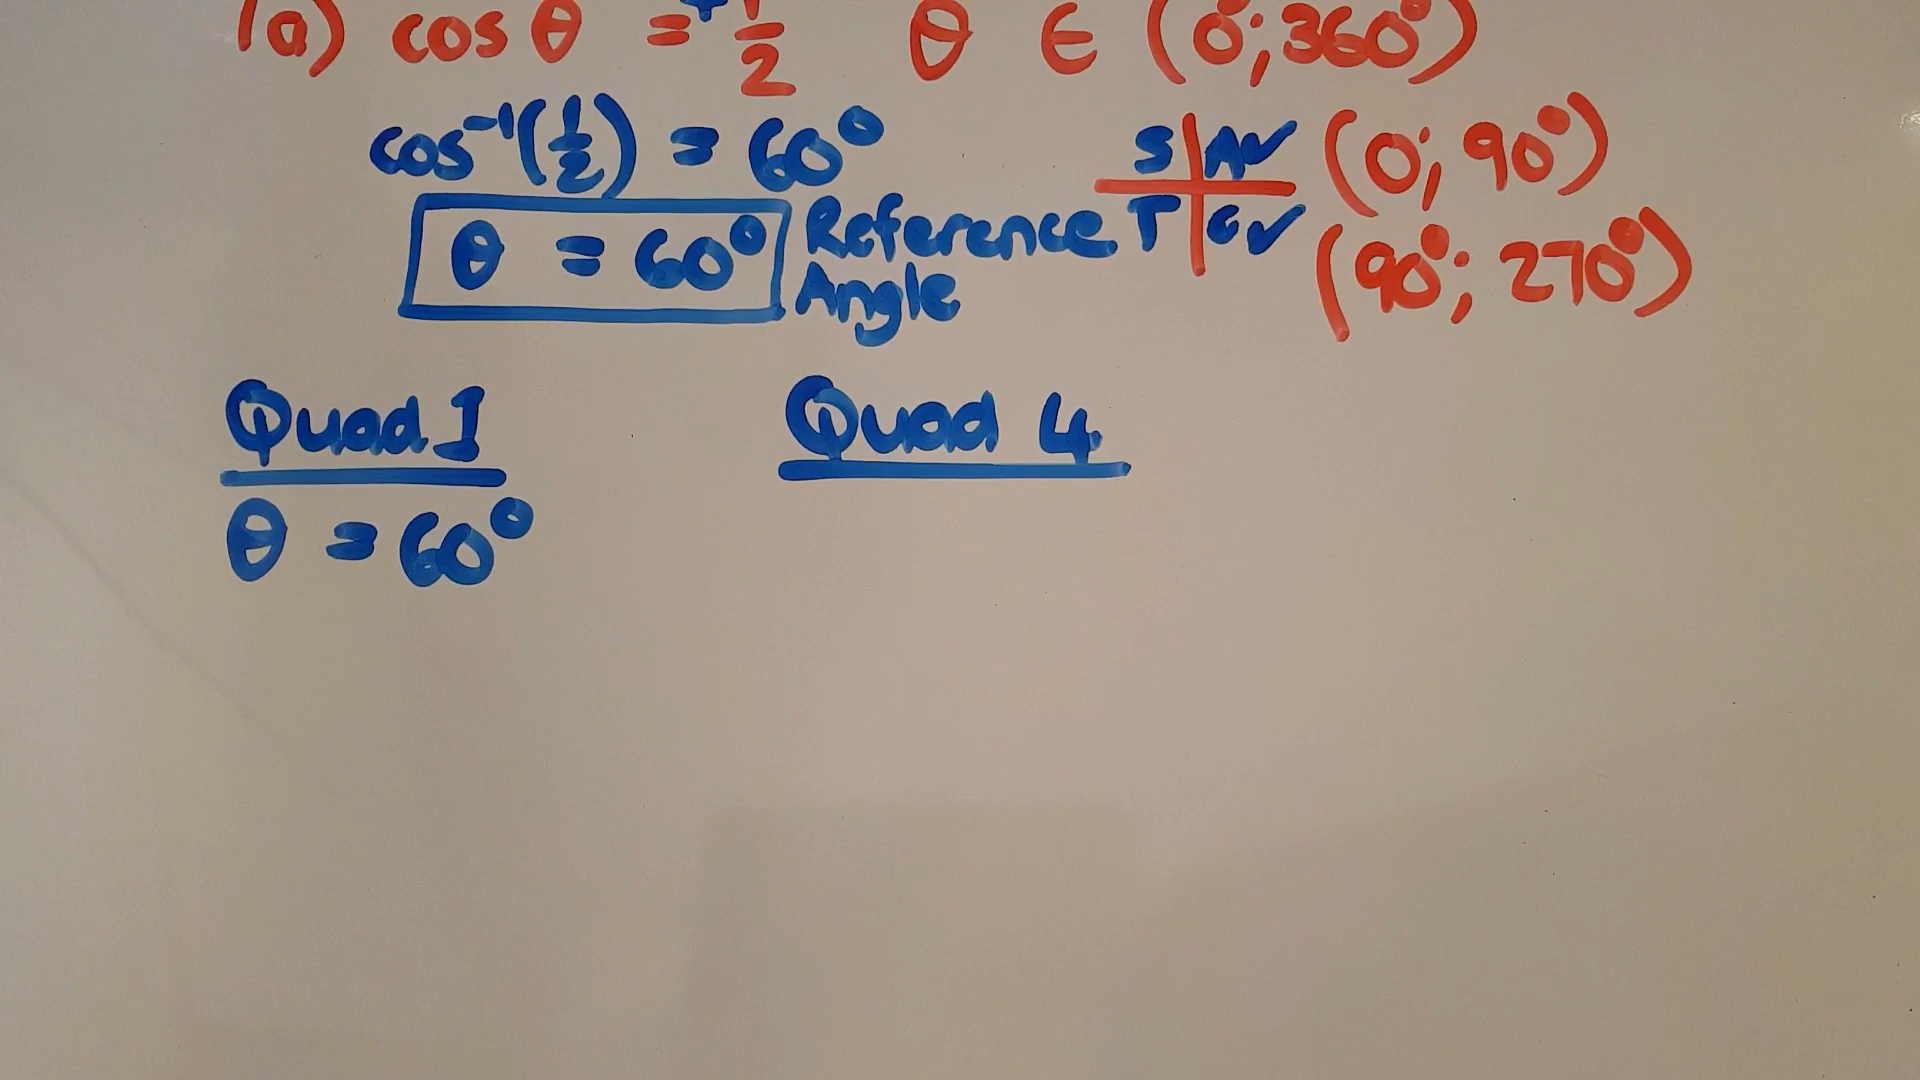 1a) cos θ = +1/2 θ ∈ (0°; 360°)
cos⁻¹(1/2) = 60° S A✓ (0; 90°)
θ = 60° Reference Angle T C✓ (90°; 270°)
Quad 1 Quad 4
θ = 60°